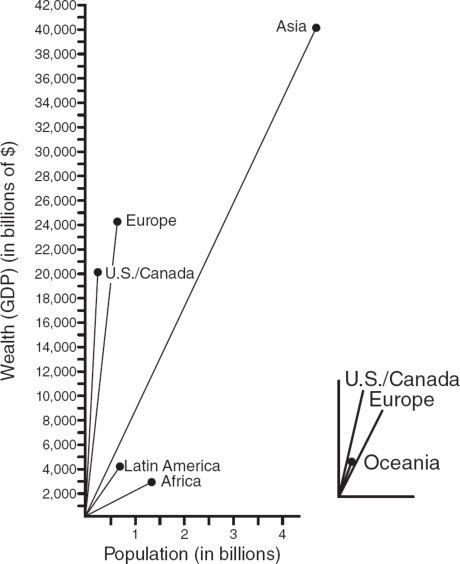 Wealth (GDP) (in billions of $)
42,000
40,000
38,000
36,000
34,000
32,000
30,000
28,000
26,000
24,000
22,000
20,000
18,000
16,000
14,000
12,000
10,000
8,000
6,000
4,000
2,000
Asia
Europe
U.S./Canada
Latin America
Africa
1 2 3 4
Population (in billions)
U.S./Canada
Europe
Oceania